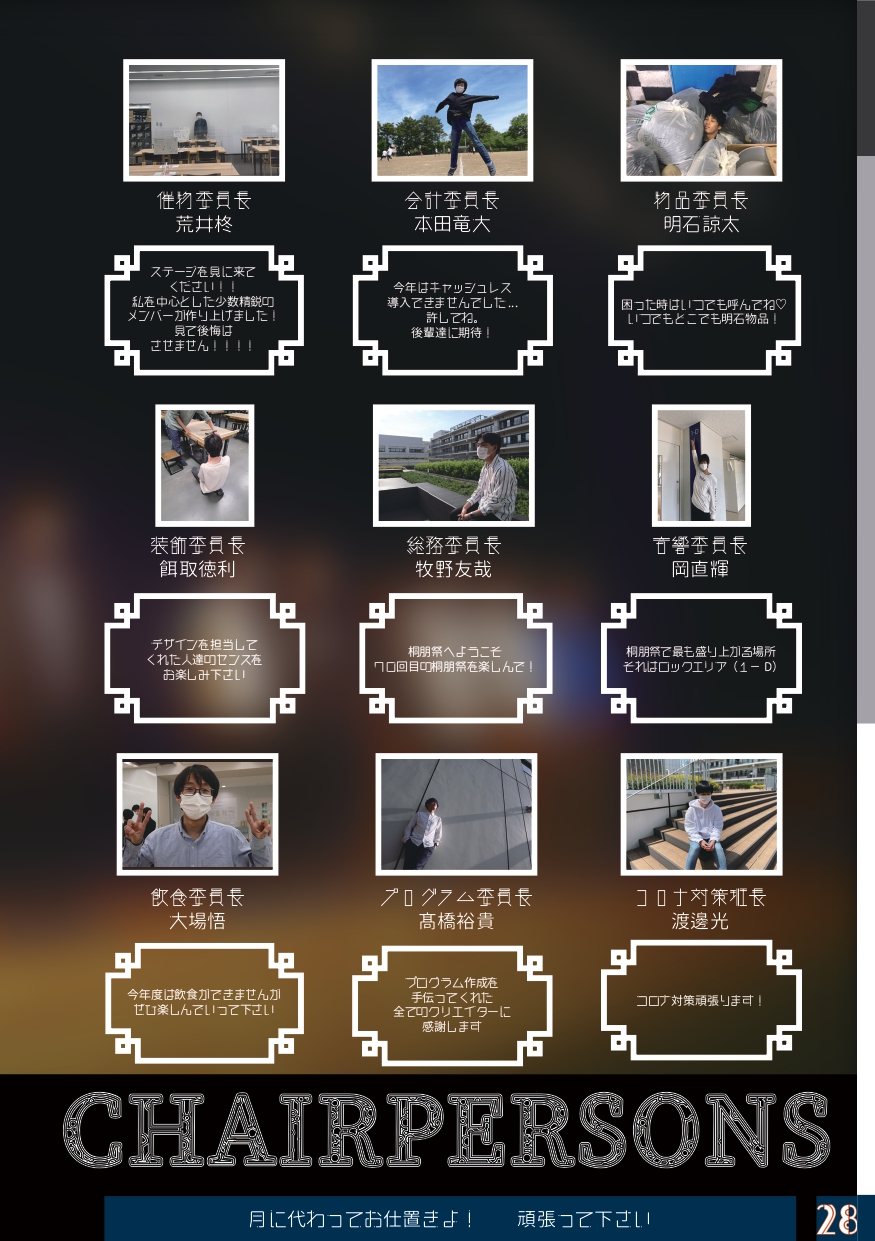 催物委員長
荒井柊
会計委員長
本田竜大
物品委員長
明石諒太
ステージを見に来て
ください！！
私を中心とした少数精鋭の
メンバーが作り上げました！
見て後悔は
させません！！！！
今年はキャッシュレス
導入できませんでした…
許してね。
後輩達に期待！
困った時はいつでも呼んでね♡
いつでもどこでも明石物品！
装飾委員長
餌取徳利
総務委員長
牧野友哉
音響委員長
岡直輝
デザインを担当して
くれた人達のセンスを
お楽しみ下さい
桐朋祭へようこそ
70回目の桐朋祭を楽しんで！
桐朋祭で最も盛り上がる場所
それはロックエリア（1－D）
飲食委員長
大場悟
プログラム委員長
髙橋裕貴
コロナ対策班長
渡邊光
今年度は飲食ができませんが
ぜひ楽しんでいって下さい
プログラム作成を
手伝ってくれた
全てのクリエイターに
感謝します
コロナ対策頑張ります！
CHAIRPERSONS
月に代わってお仕置きよ！　頑張って下さい
28